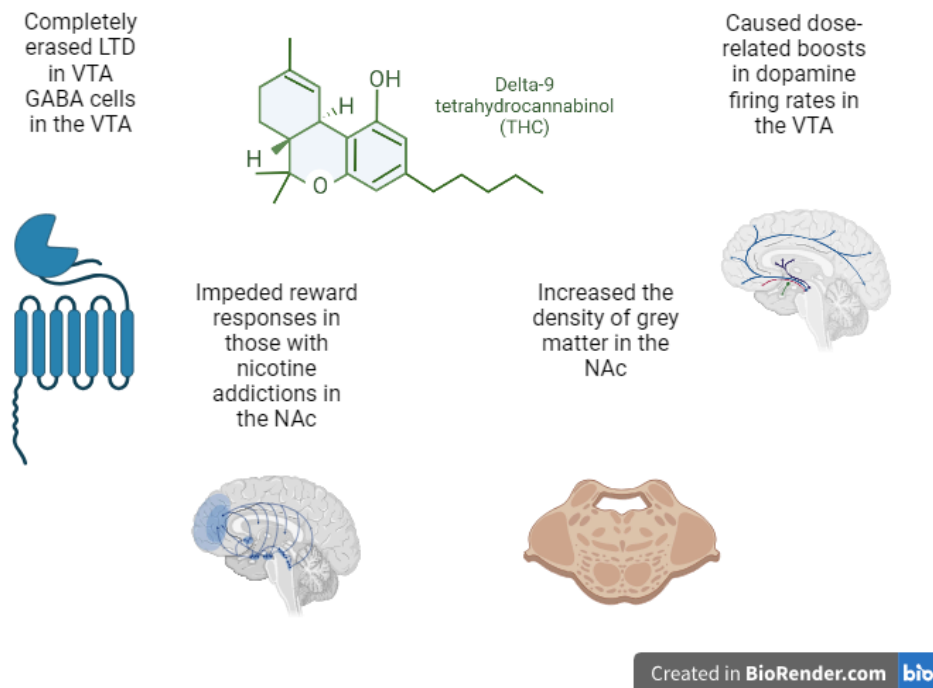 Completely
erased LTD
in VTA
GABA cells
in the VTA
OH
H
H
O
Delta-9
tetrahydrocannabinol
(THC)
Caused dose-
related boosts
in dopamine
firing rates in
the VTA
Impeded reward
responses in
those with
nicotine
addictions in
the NAc
Increased the
density of grey
matter in the
NAc
Created in BioRender.com bio